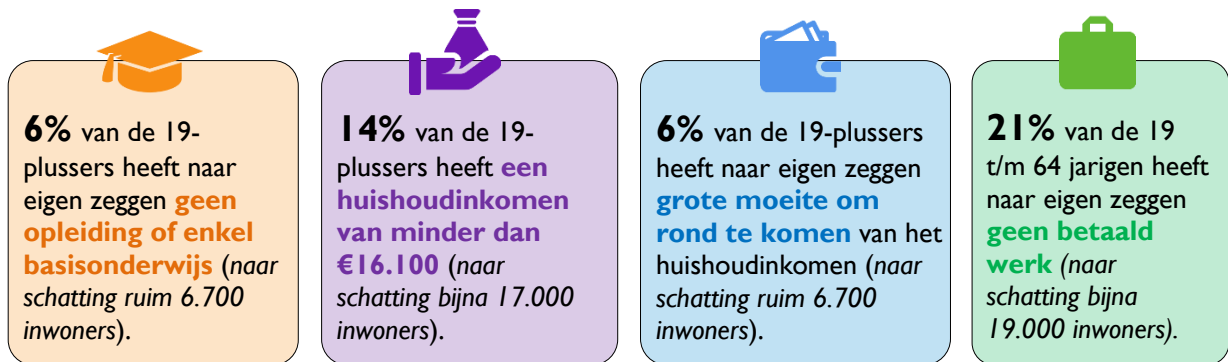 6% van de 19-
plussers heeft naar
eigen zeggen geen
opleiding of enkel
basisonderwijs (naar
schatting ruim 6.700
inwoners).
14% van de 19-
plussers heeft een
huishoudinkomen
van minder dan
€16.100 (naar
schatting bijna 17.000
inwoners).
6% van de 19-plussers
heeft naar eigen zeggen
grote moeite om
rond te komen van het
huishoudinkomen (naar
schatting ruim 6.700
inwoners).
21% van de 19
t/m 64 jarigen heeft
naar eigen zeggen
geen betaald
werk (naar
schatting bijna
19.000 inwoners).